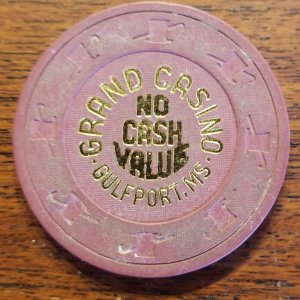 GRAND CASINO
NO
CASH
VALUE
GULFPORT, MS.